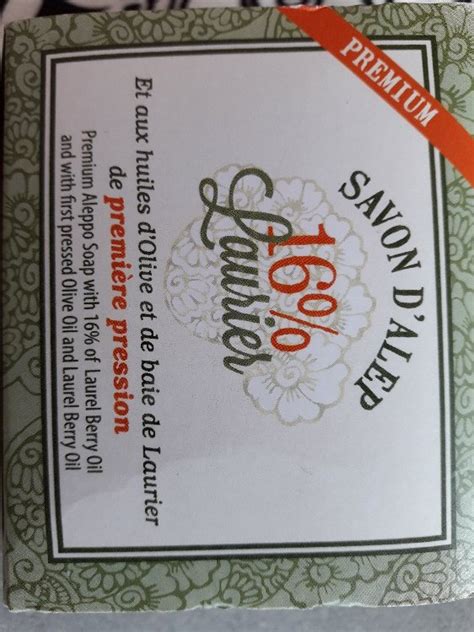 PREMIUM
SAVON D'ALEP
16%
Laurier
Et aux huiles d'Olive et de baie de Laurier
de première pression
Premium Aleppo Soap with 16% of Laurel Berry Oil
and with first pressed Olive Oil and Laurel Berry Oil